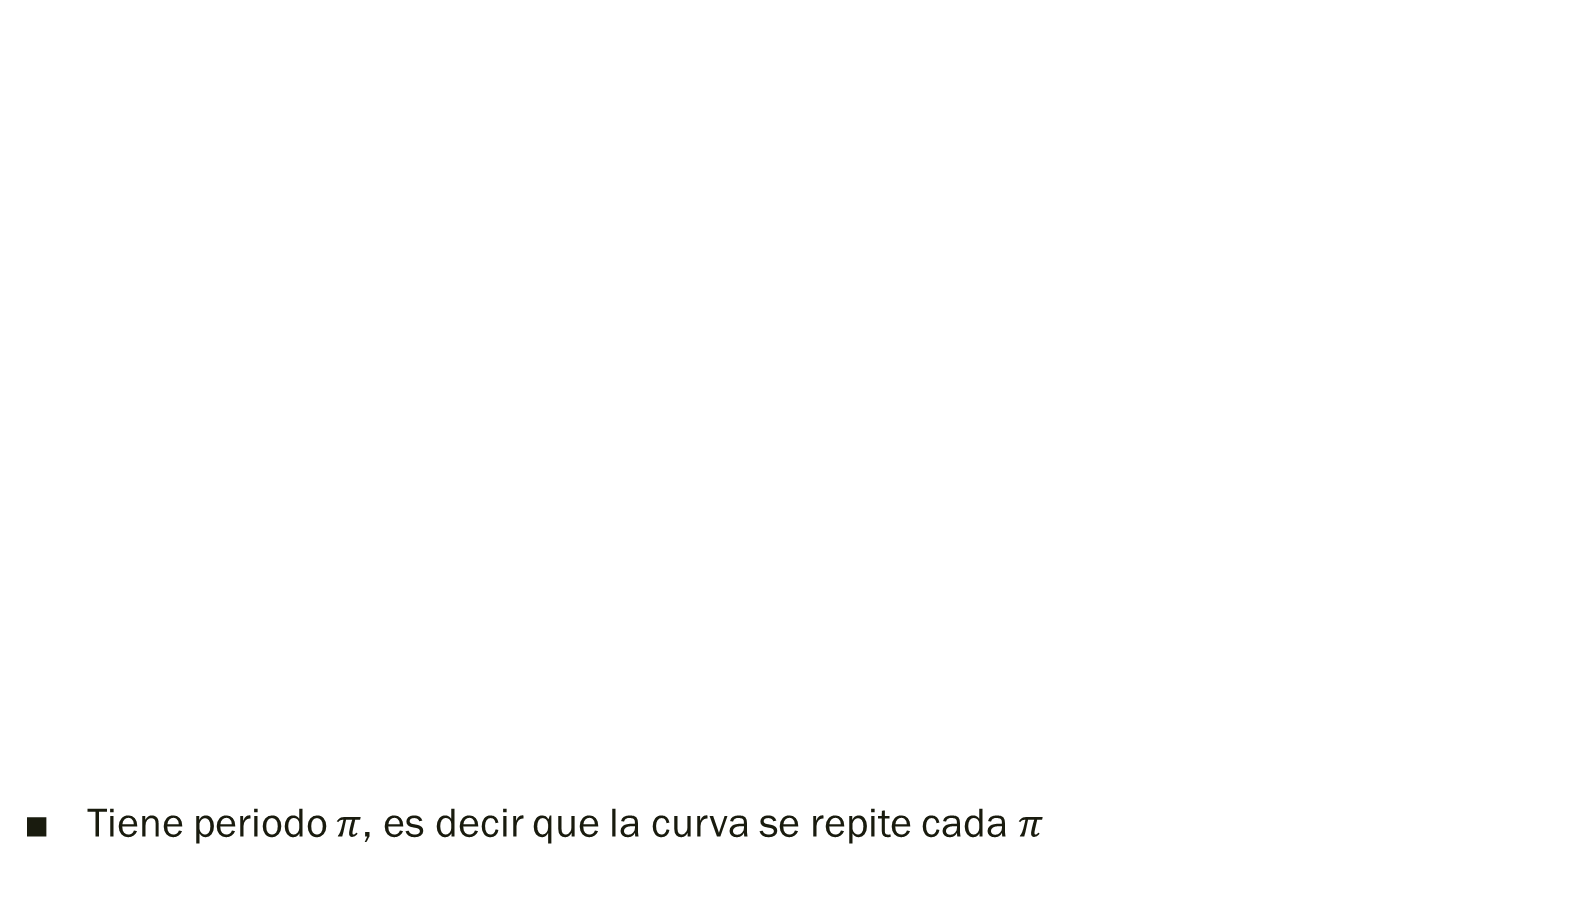 ▪ Tiene periodo π, es decir que la curva se repite cada π